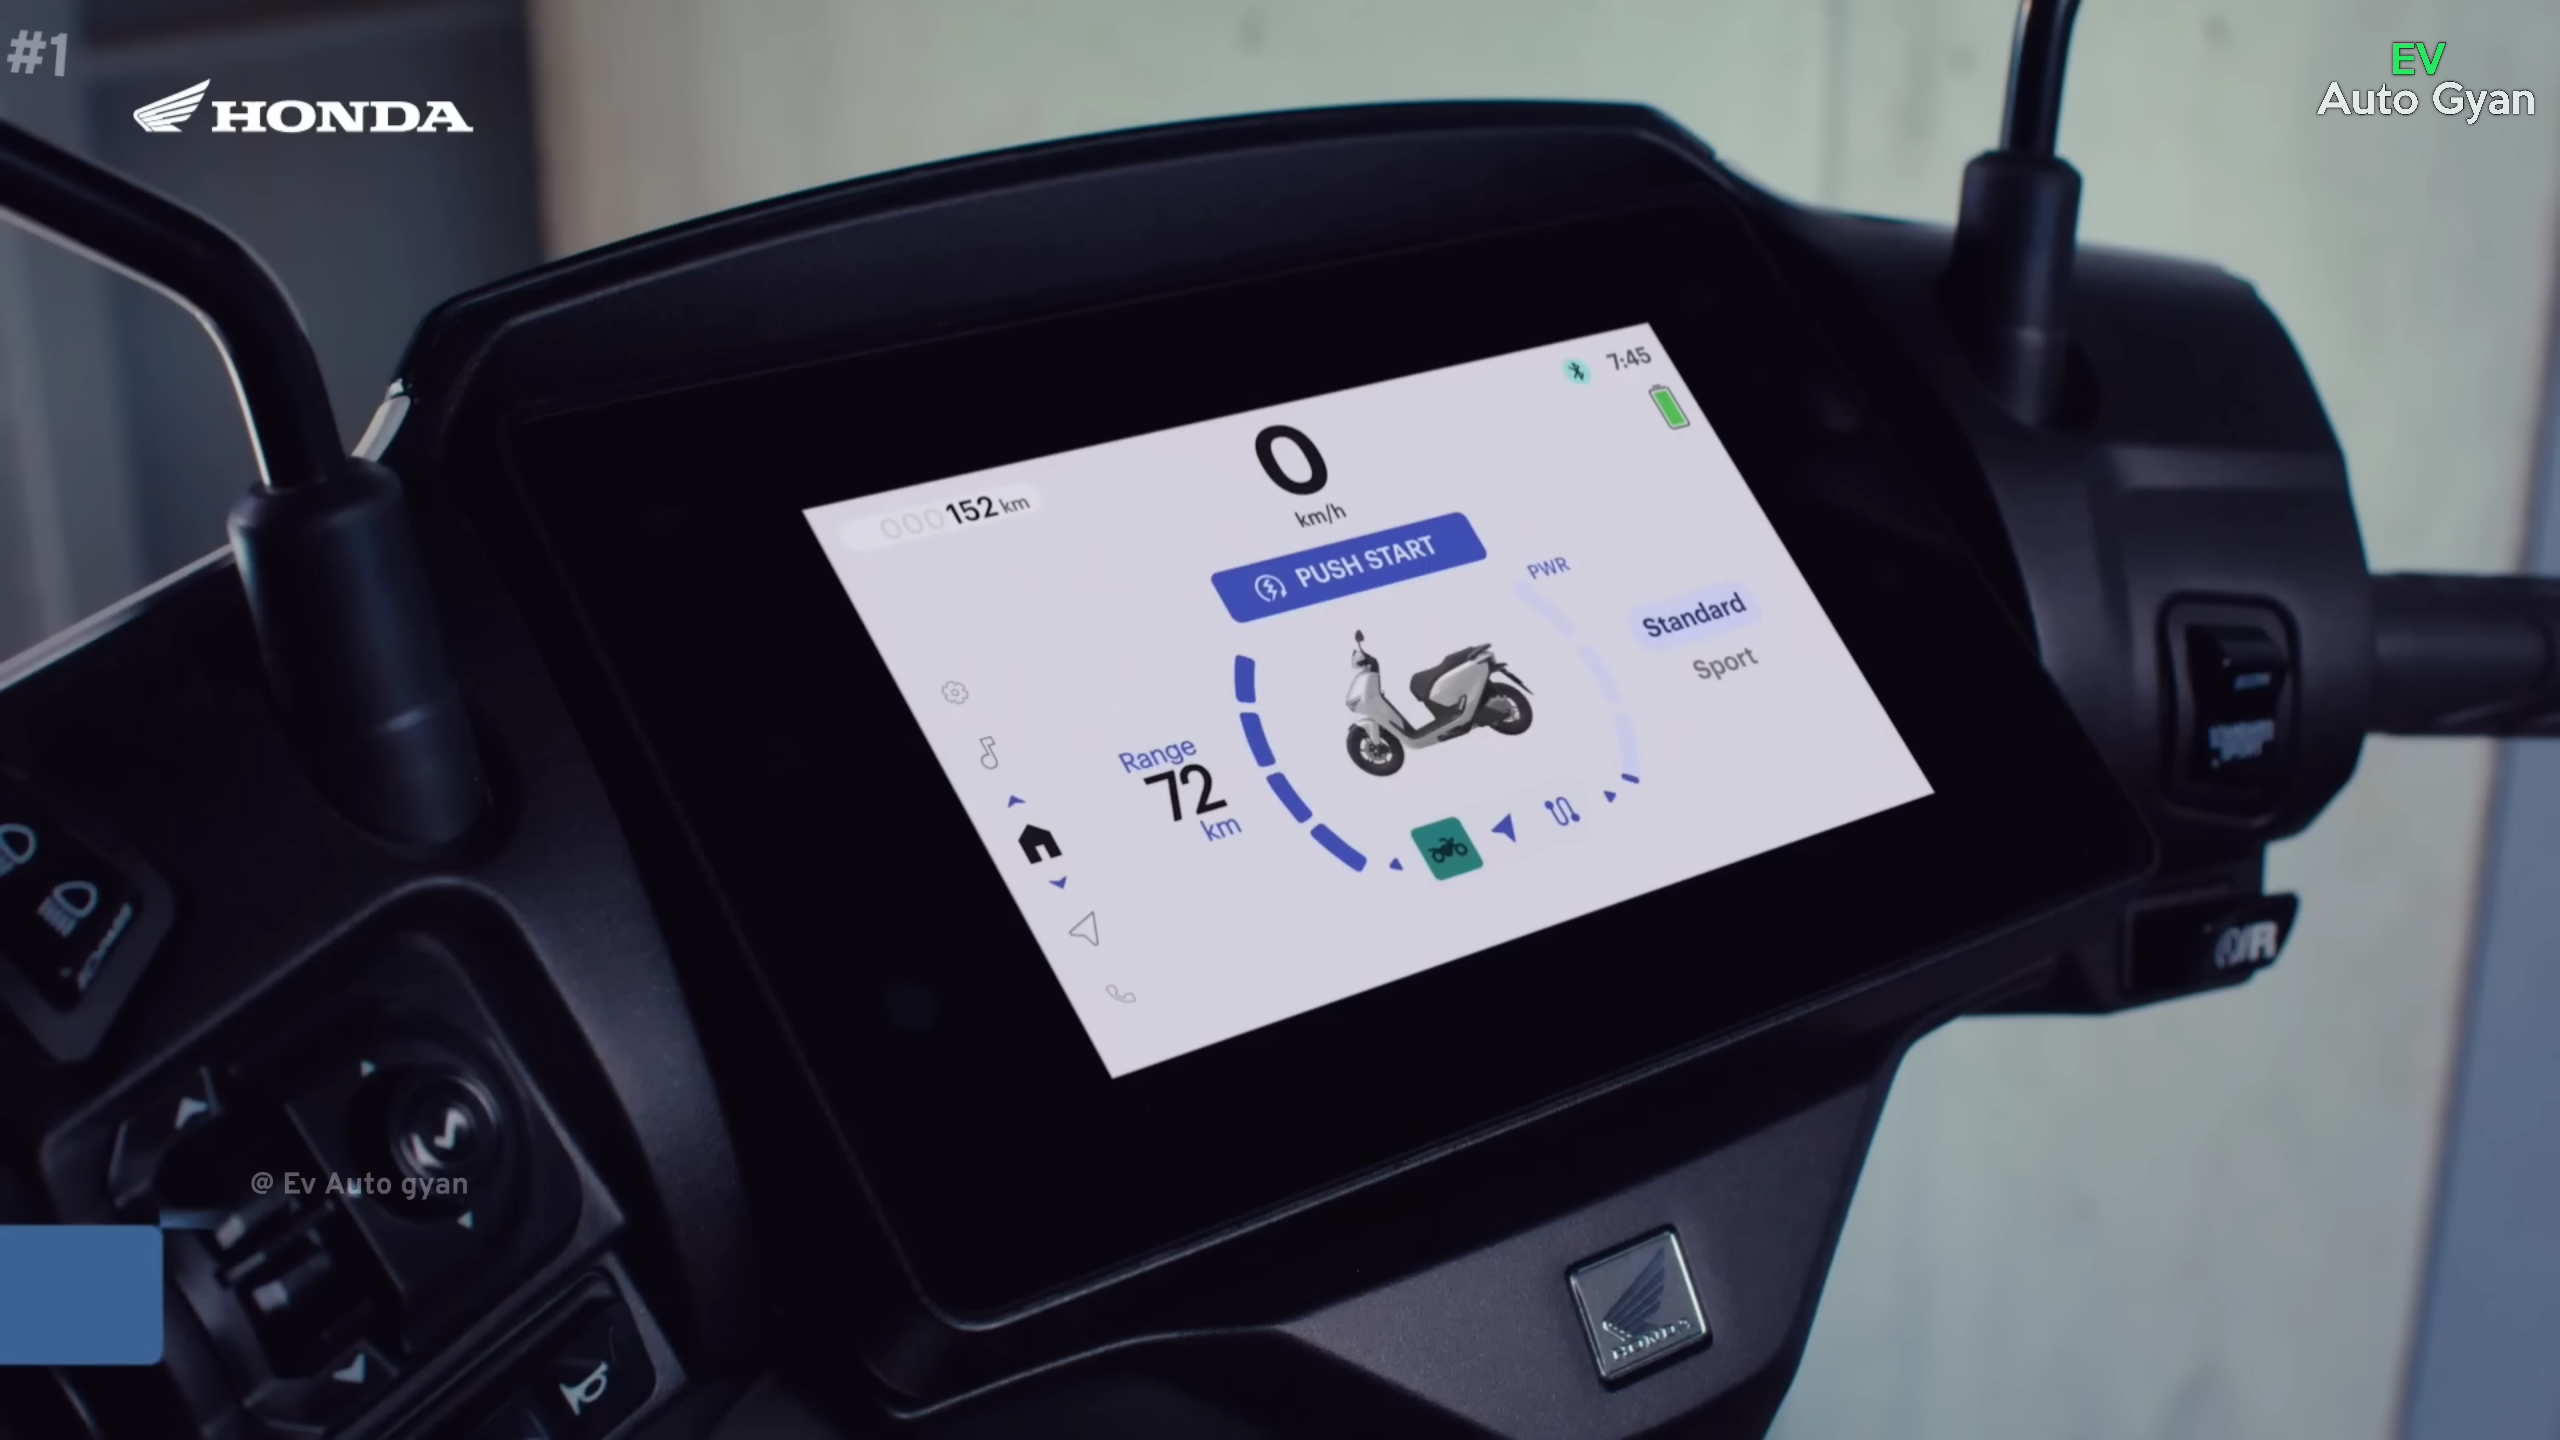 #1
HONDA
EV
Auto Gyan
7:45
000152 km
0
km/h
PUSH START
PWR
Standard
Sport
Range
72
km
@ Ev Auto gyan
HONDA